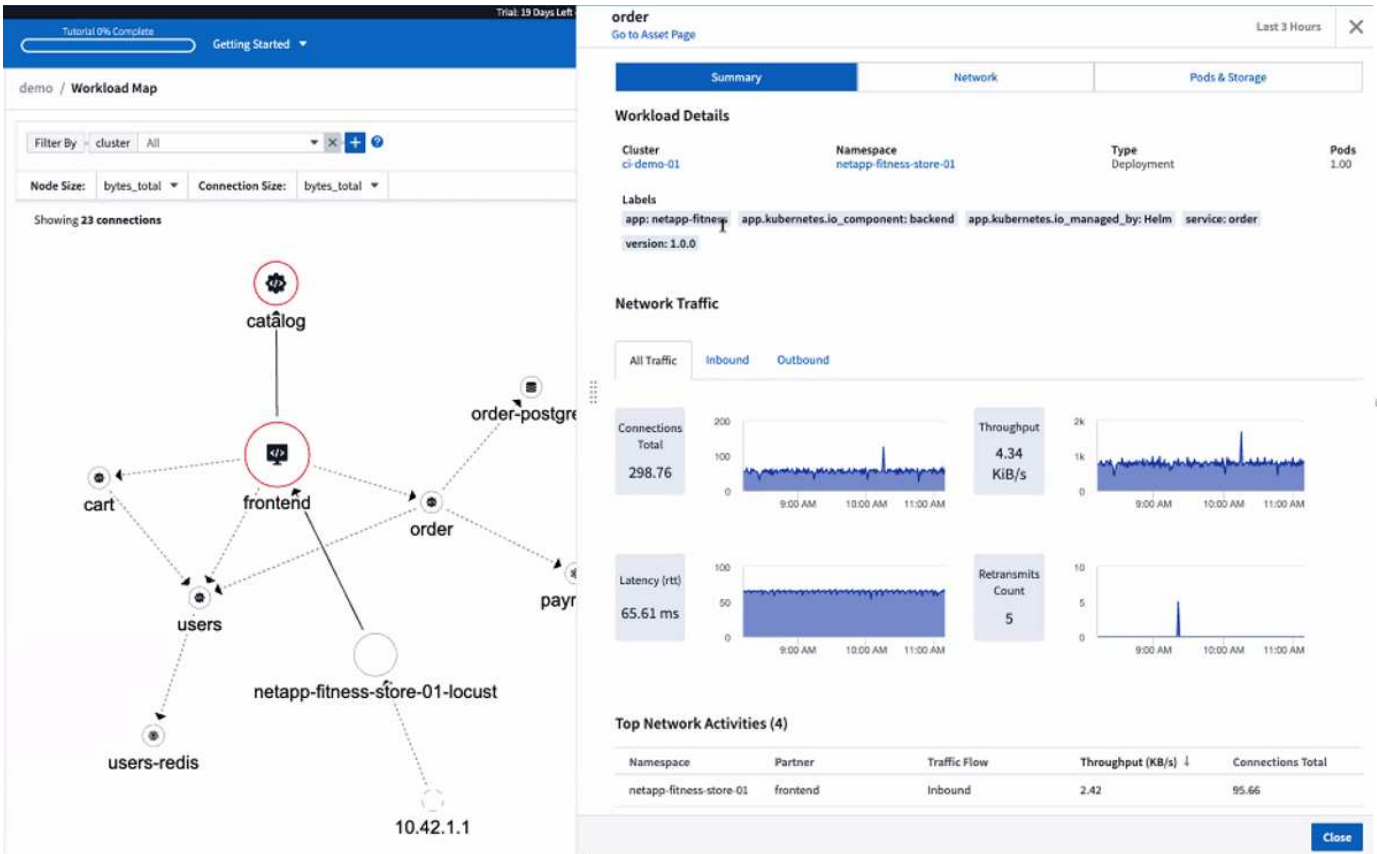 Trial: 19 Days Left
Tutorial 0% Complete
Getting Started
demo / Workload Map
Filter By cluster All
Node Size: bytes_total Connection Size: bytes_total
Showing 23 connections
catalog
order-postgre
cart
frontend
order
users
payr
netapp-fitness-store-01-locust
users-redis
10.42.1.1
order
Go to Asset Page
Last 3 Hours
Summary Network Pods & Storage
Workload Details
Cluster Namespace Type Pods
ci-demo-01 netapp-fitness-store-01 Deployment 1.00
Labels
app: netapp-fitness app.kubernetes.io_component: backend app.kubernetes.io_managed_by: Helm service: order
version: 1.0.0
Network Traffic
All Traffic Inbound Outbound
Connections Total
298.76
200
100
0
9:00 AM 10:00 AM 11:00 AM
Throughput
4.34 KiB/s
2k
1k
0
9:00 AM 10:00 AM 11:00 AM
Latency (rtt)
65.61 ms
100
50
0
9:00 AM 10:00 AM 11:00 AM
Retransmits Count
5
10
5
0
9:00 AM 10:00 AM 11:00 AM
Top Network Activities (4)
Namespace Partner Traffic Flow Throughput (KB/s) ↓ Connections Total
netapp-fitness-store-01 frontend Inbound 2.42 95.66
Close